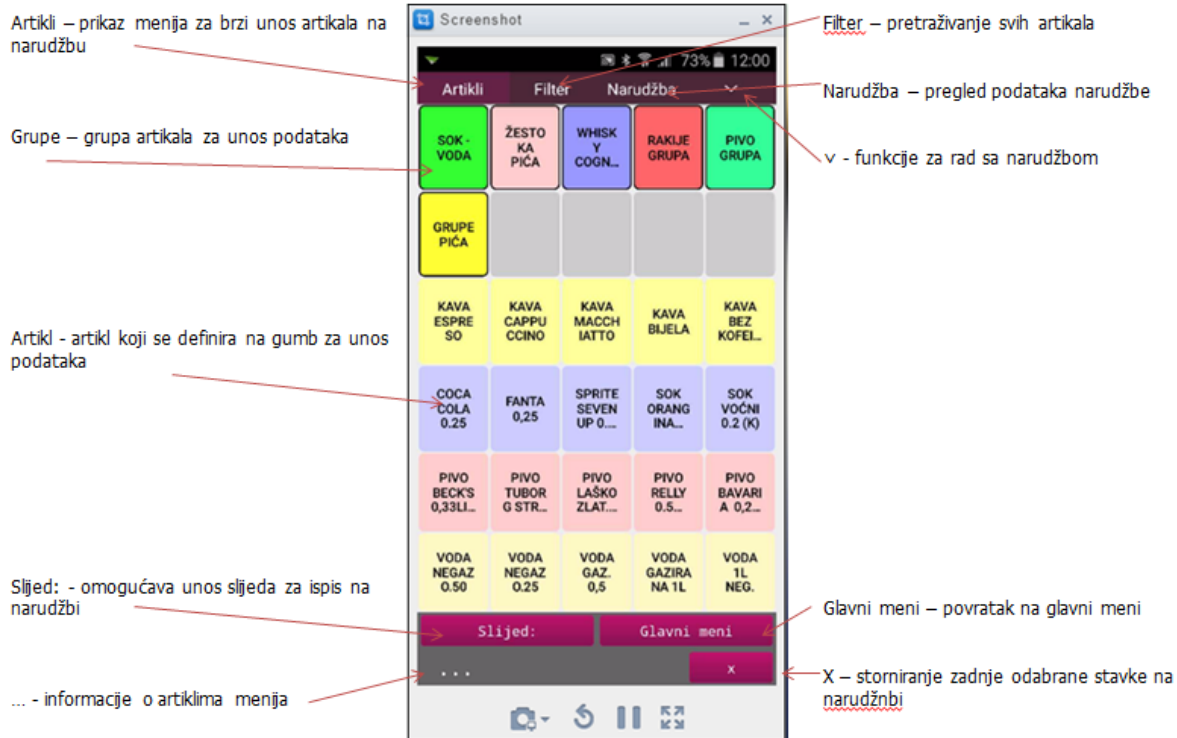 Artikli – prikaz menija za brzi unos artikala na
narudžbu
Grupe – grupa artikala za unos podataka
Artikl - artikl koji se definira na gumb za unos
podataka
Slijed: - omogućava unos slijeda za ispis na
narudžbi
... - informacije o artiklima menija
Screenshot
73% 12:00
Artikli Filter Narudžba
SOK -
VODA
ŽESTO
KA
PIĆA
WHISK
Y
COGN...
RAKIJE
GRUPA
PIVO
GRUPA
GRUPE
PIĆA
KAVA
ESPRE
SO
KAVA
CAPPU
CCINO
KAVA
MACCH
IATTO
KAVA
BIJELA
KAVA
BEZ
KOFEI...
COCA
COLA
0.25
FANTA
0,25
SPRITE
SEVEN
UP 0....
SOK
ORANG
INA...
SOK
VOĆNI
0.2 (K)
PIVO
BECK'S
0,33LI...
PIVO
TUBOR
G STR...
PIVO
LAŠKO
ZLAT....
PIVO
RELLY
0.5...
PIVO
BAVARI
A 0,2...
VODA
NEGAZ
0.50
VODA
NEGAZ
0.25
VODA
GAZ.
0,5
VODA
GAZIRA
NA 1L
VODA
1L
NEG.
Slijed:
Glavni meni
...
x
Filter – pretraživanje svih artikala
Narudžba – pregled podataka narudžbe
v - funkcije za rad sa narudžbom
Glavni meni – povratak na glavni meni
X – storniranje zadnje odabrane stavke na
narudžnbi